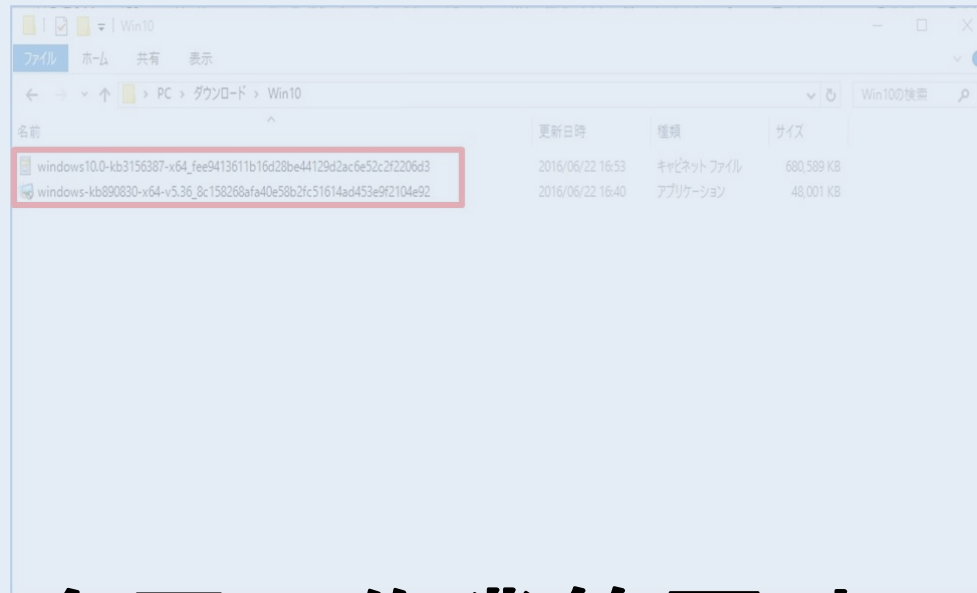 Win10
ファイル ホーム 共有 表示
PC > ダウンロード > Win10 Win10の検索
名前 更新日時 種類 サイズ
windows10.0-kb3156387-x64_fee9413611b16d28be44129d2ac6e52c2f2206d3 2016/06/22 16:53 キャビネット ファイル 680,589 KB
windows-kb890830-x64-v5.36_8c158268afa40e58b2fc51614ad453e9f2104e92 2016/06/22 16:40 アプリケーション 48,001 KB